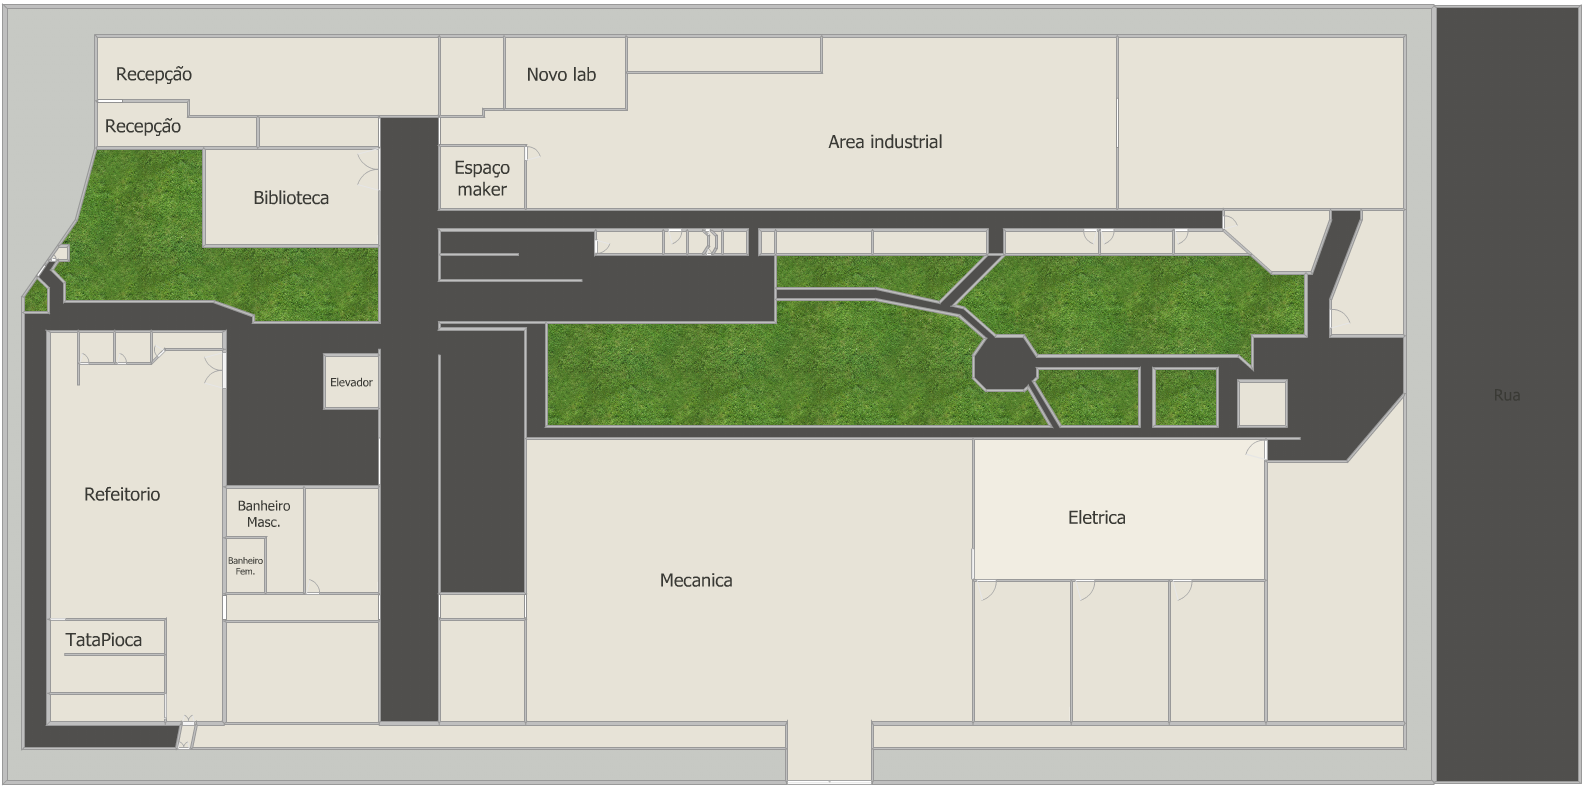 Recepção
Novo lab
Recepção
Area industrial
Espaço
maker
Biblioteca
Elevador
Rua
Refeitorio
Banheiro
Masc.
Eletrica
Banheiro
Fem.
Mecanica
TataPioca